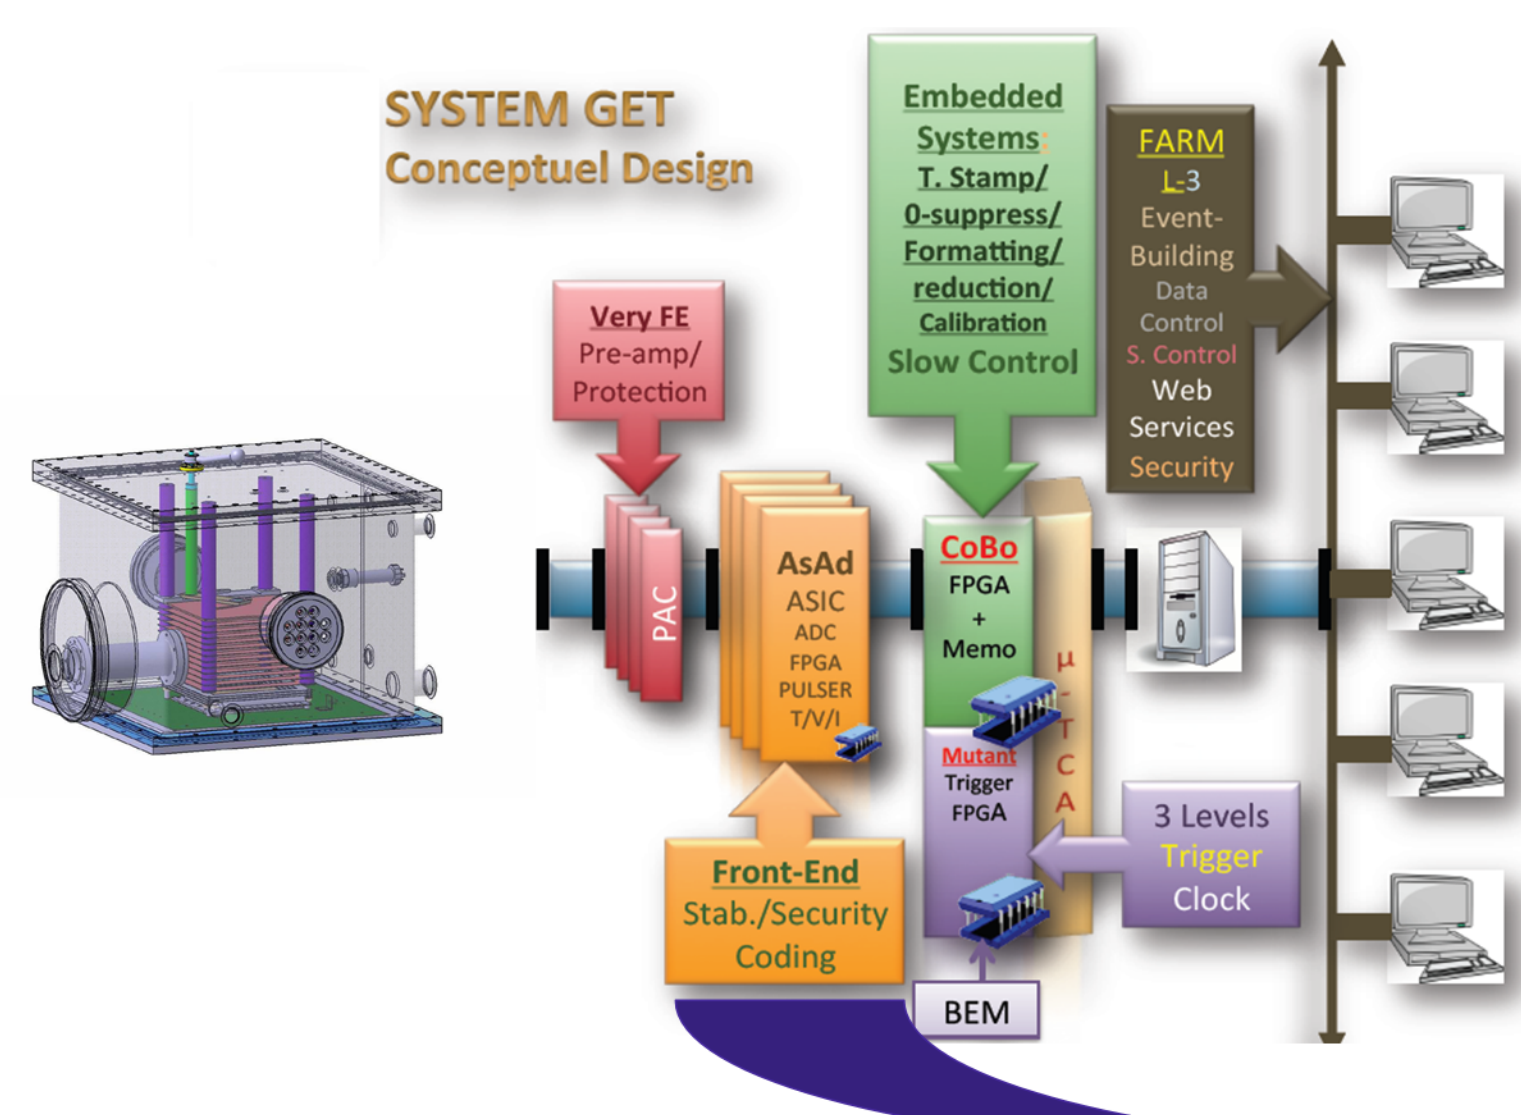 SYSTEM GET
Conceptuel Design
Very FE
Pre-amp/
Protection
Embedded
Systems:
T. Stamp/
0-suppress/
Formatting/
reduction/
Calibration
Slow Control
FARM
L-3
Event-
Building
Data
Control
S. Control
Web
Services
Security
PAC
AsAd
ASIC
ADC
FPGA
PULSER
T/V/I
CoBo
FPGA
+
Memo
μ-TCA
Mutant
Trigger
FPGA
3 Levels
Trigger
Clock
Front-End
Stab./Security
Coding
BEM